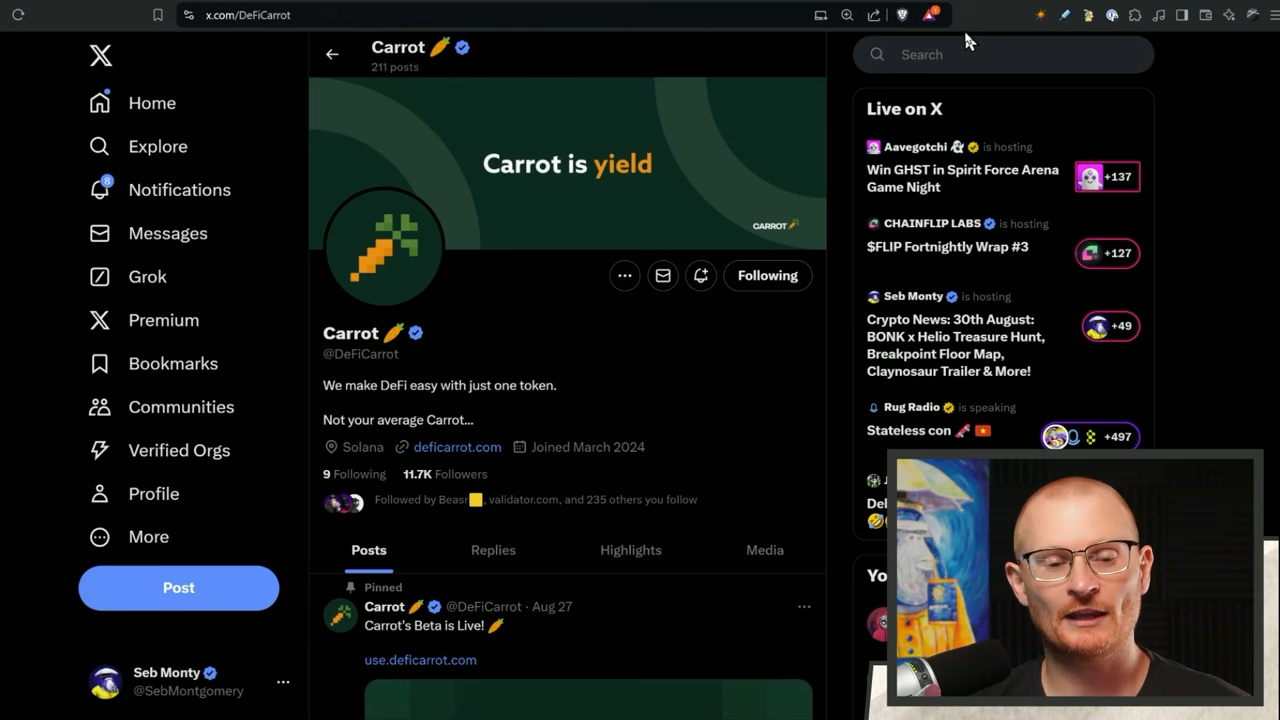 x.com/DeFiCarrot
1
Carrot 🥕
211 posts
Search
Home
Explore
8
Notifications
Messages
Grok
Premium
Bookmarks
Communities
Verified Orgs
Profile
More
Post
Seb Monty
@SebMontgomery
Carrot is yield
CARROT
Following
Carrot 🥕
@DeFiCarrot
We make DeFi easy with just one token.
Not your average Carrot...
Solana deficarrot.com Joined March 2024
9 Following 11.7K Followers
Followed by Beasr🟨, validator.com, and 235 others you follow
Posts Replies Highlights Media
Pinned
Carrot 🥕 @DeFiCarrot · Aug 27
Carrot's Beta is Live! 🥕
use.deficarrot.com
Live on X
Aavegotchi 👻 is hosting
Win GHST in Spirit Force Arena
Game Night
+137
CHAINFLIP LABS is hosting
$FLIP Fortnightly Wrap #3
+127
Seb Monty is hosting
Crypto News: 30th August:
BONK x Helio Treasure Hunt,
Breakpoint Floor Map,
Claynosaur Trailer & More!
+49
Rug Radio is speaking
Stateless con 🚀 🇻🇳
+497